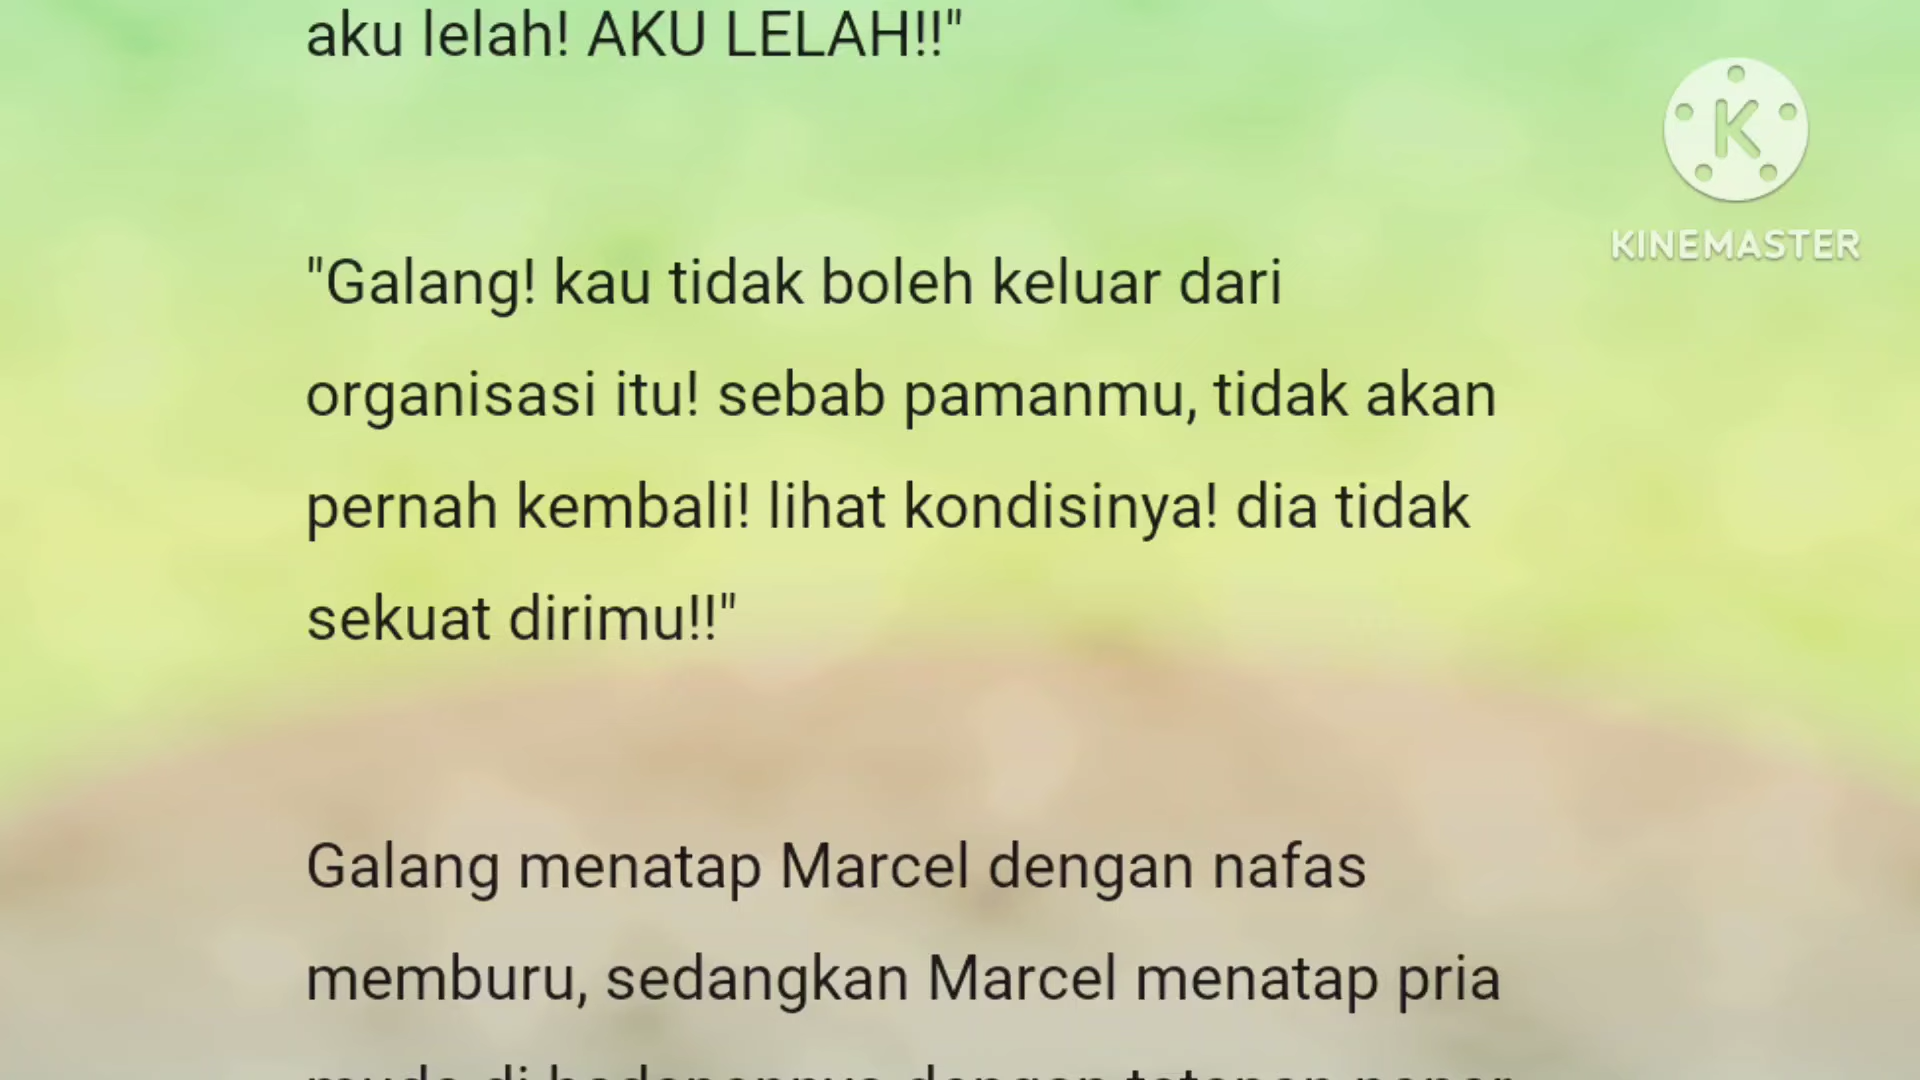 aku lelah! AKU LELAH!!"
KINEMASTER
"Galang! kau tidak boleh keluar dari
organisasi itu! sebab pamanmu, tidak akan
pernah kembali! lihat kondisinya! dia tidak
sekuat dirimu!!"
Galang menatap Marcel dengan nafas
memburu, sedangkan Marcel menatap pria